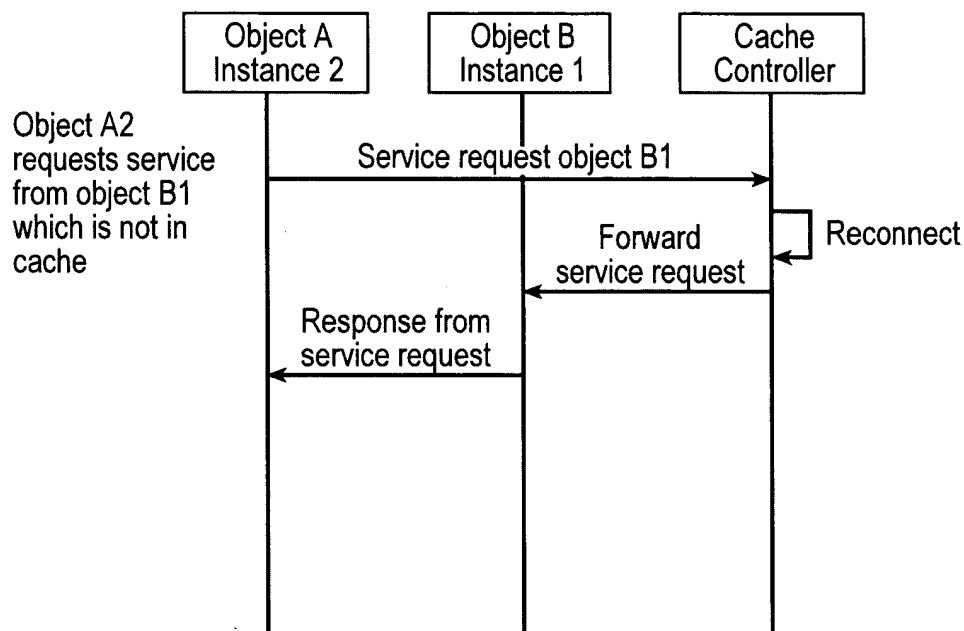 Object A
Instance 2
Object B
Instance 1
Cache
Controller
Object A2
requests service
from object B1
which is not in
cache
Service request object B1
Reconnect
Forward
service request
Response from
service request